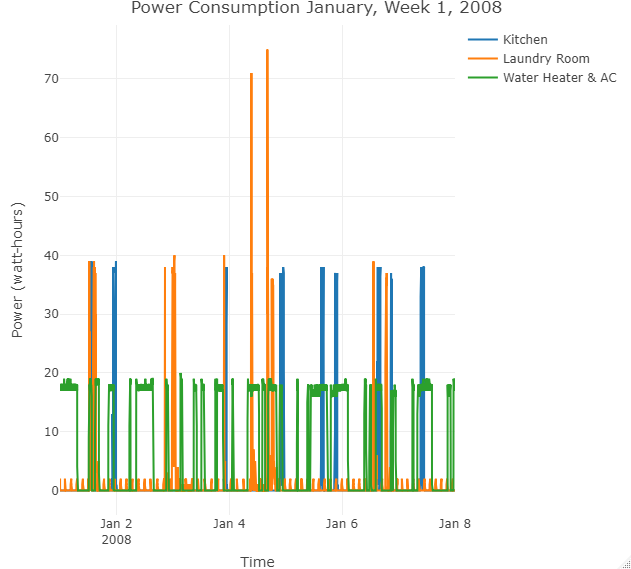 Power Consumption January, Week 1, 2008
Kitchen
Laundry Room
Water Heater & AC
Power (watt-hours)
70
60
50
40
30
20
10
0
Jan 2
2008
Jan 4
Jan 6
Jan 8
Time